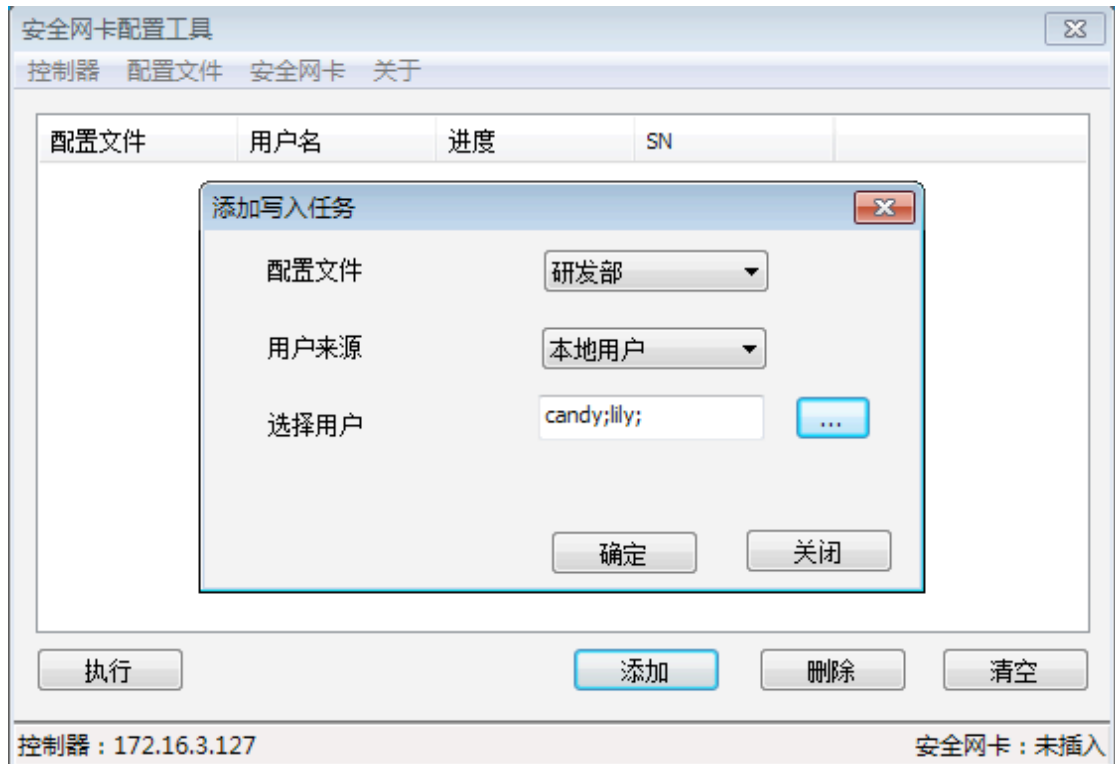 安全网卡配置工具
控制器 配置文件 安全网卡 关于
配置文件 用户名 进度 SN
添加写入任务
配置文件 研发部
用户来源 本地用户
选择用户 candy;lily; ...
确定 关闭
执行 添加 删除 清空
控制器：172.16.3.127 安全网卡：未插入